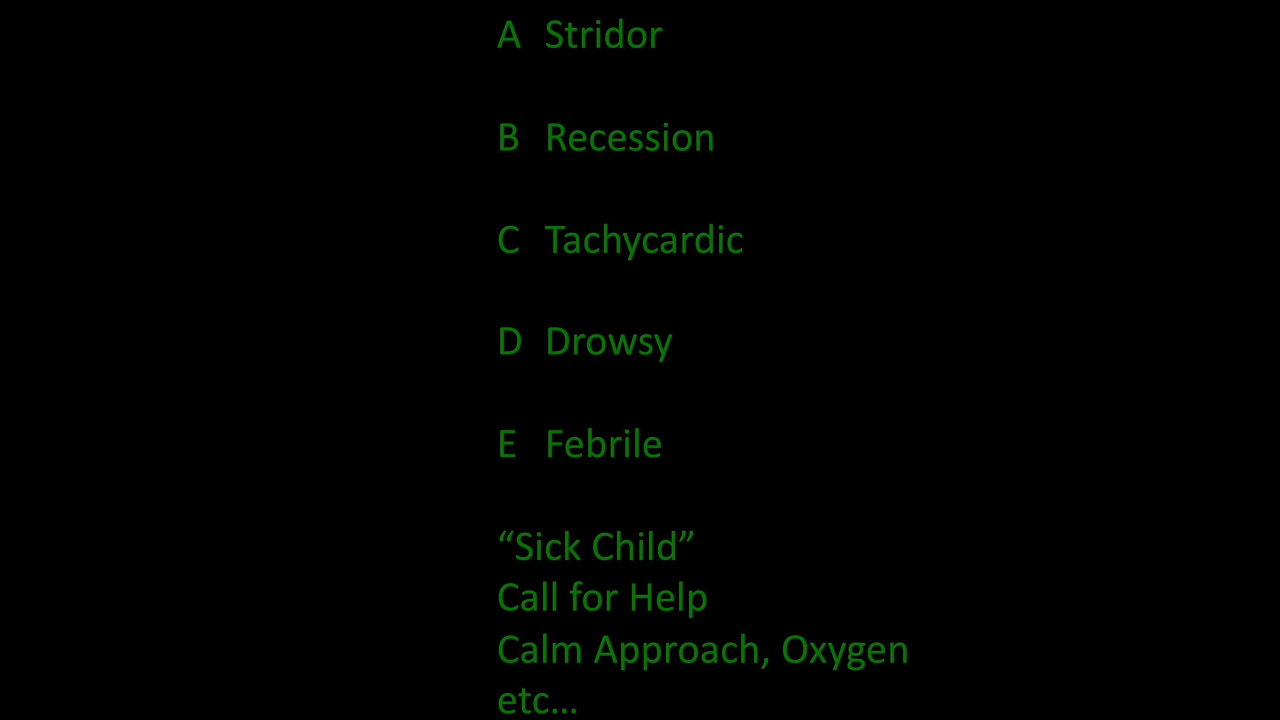 A Stridor
B Recession
C Tachycardic
D Drowsy
E Febrile
“Sick Child”
Call for Help
Calm Approach, Oxygen
etc…